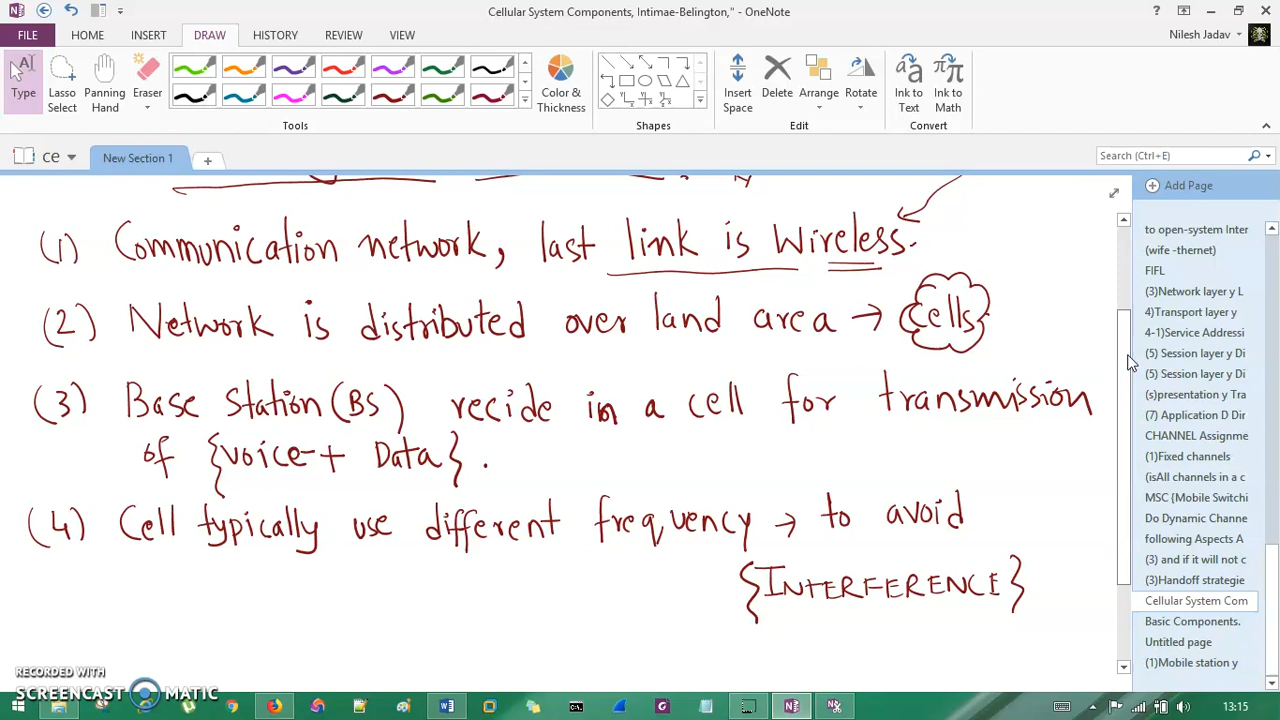 Cellular System Components, Intimae-Belington," - OneNote
FILE HOME INSERT DRAW HISTORY REVIEW VIEW
Nilesh Jadav
Type
Lasso Select
Panning Hand
Eraser
Color & Thickness
Insert Space
Delete
Arrange
Rotate
Ink to Text
Ink to Math
Tools
Shapes
Edit
Convert
ce
New Section 1
Search (Ctrl+E)
Add Page
(1) Communication network, last link is Wireless.
(2) Network is distributed over land area → Cells
(3) Base Station (BS) recide in a cell for transmission
of {voice + Data}.
(4) Cell typically use different frequency → to avoid
{INTERFERENCE}
to open-system Inter
(wife -thernet)
FIFL
(3)Network layer y L
4)Transport layer y
4-1)Service Addressi
(5) Session layer y Di
(5) Session layer y Di
(s)presentation y Tra
(7) Application D Dir
CHANNEL Assignme
(1)Fixed channels
(isAll channels in a c
MSC {Mobile Switchi
Do Dynamic Channe
following Aspects A
(3) and if it will not c
(3)Handoff strategie
Cellular System Com
Basic Components.
Untitled page
(1)Mobile station y
RECORDED WITH
SCREENCAST MATIC
13:15